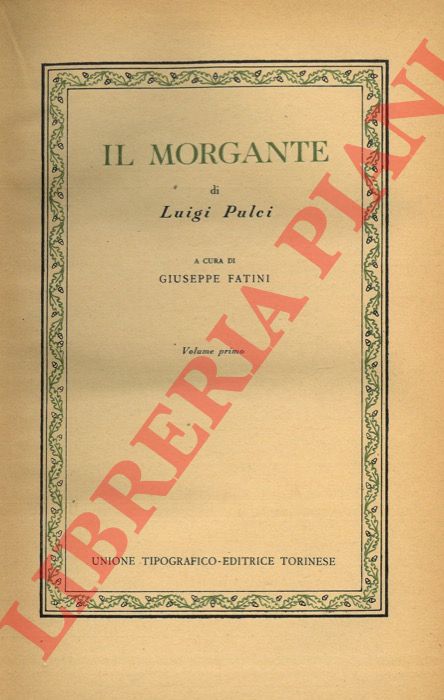 IL MORGANTE
di
Luigi Pulci
A CURA DI
GIUSEPPE FATINI
Volume primo
UNIONE TIPOGRAFICO-EDITRICE TORINESE
LIBRERIA PIANI